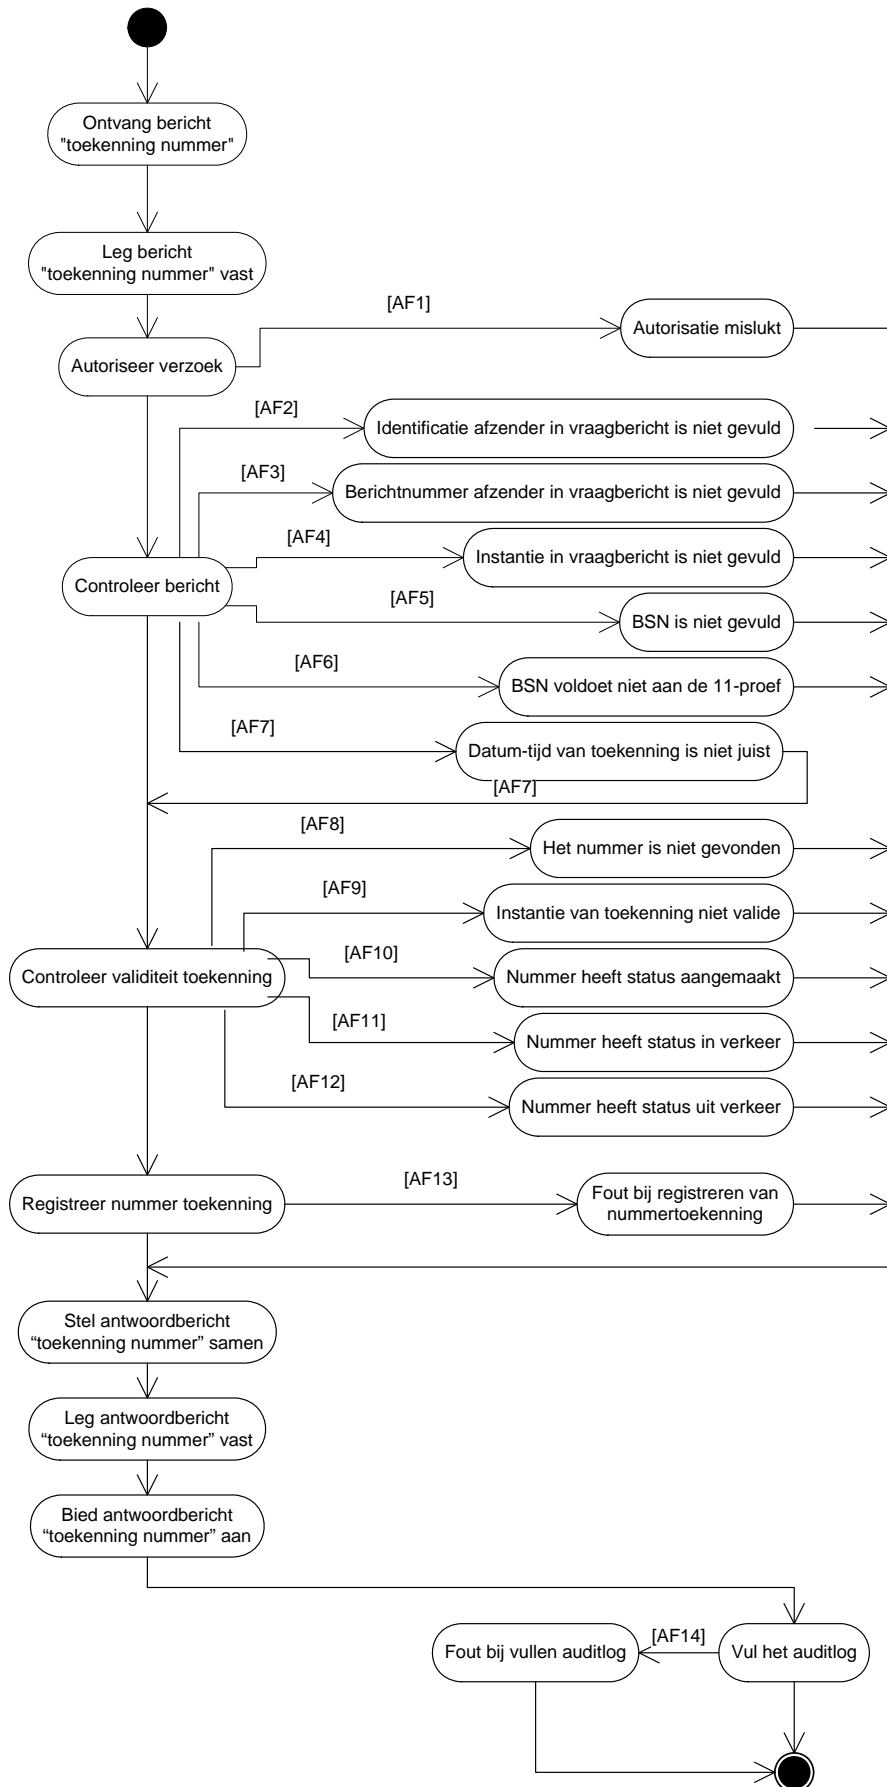 Ontvang bericht
"toekenning nummer"
Leg bericht
"toekenning nummer" vast
[AF1]
Autorisatie mislukt
Autoriseer verzoek
[AF2]
Identificatie afzender in vraagbericht is niet gevuld
[AF3]
Berichtnummer afzender in vraagbericht is niet gevuld
[AF4]
Instantie in vraagbericht is niet gevuld
Controleer bericht
[AF5]
BSN is niet gevuld
[AF6]
BSN voldoet niet aan de 11-proef
[AF7]
Datum-tijd van toekenning is niet juist
[AF7]
[AF8]
Het nummer is niet gevonden
[AF9]
Instantie van toekenning niet valide
[AF10]
Nummer heeft status aangemaakt
Controleer validiteit toekenning
[AF11]
Nummer heeft status in verkeer
[AF12]
Nummer heeft status uit verkeer
[AF13]
Registreer nummer toekenning
Fout bij registreren van
nummertoekenning
Stel antwoordbericht
“toekenning nummer” samen
Leg antwoordbericht
“toekenning nummer” vast
Bied antwoordbericht
“toekenning nummer” aan
Fout bij vullen auditlog
[AF14]
Vul het auditlog